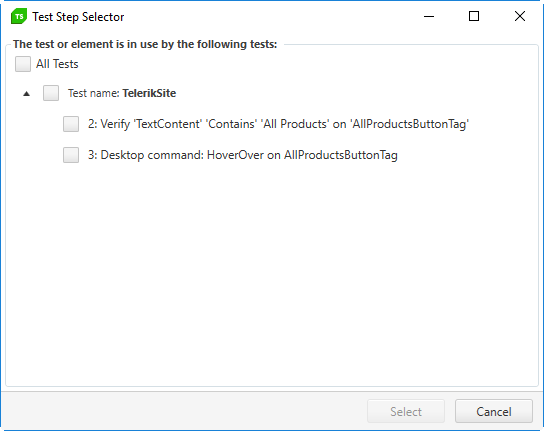 TS Test Step Selector
The test or element is in use by the following tests:
All Tests
Test name: TelerikSite
2: Verify 'TextContent' 'Contains' 'All Products' on 'AllProductsButtonTag'
3: Desktop command: HoverOver on AllProductsButtonTag
Select Cancel